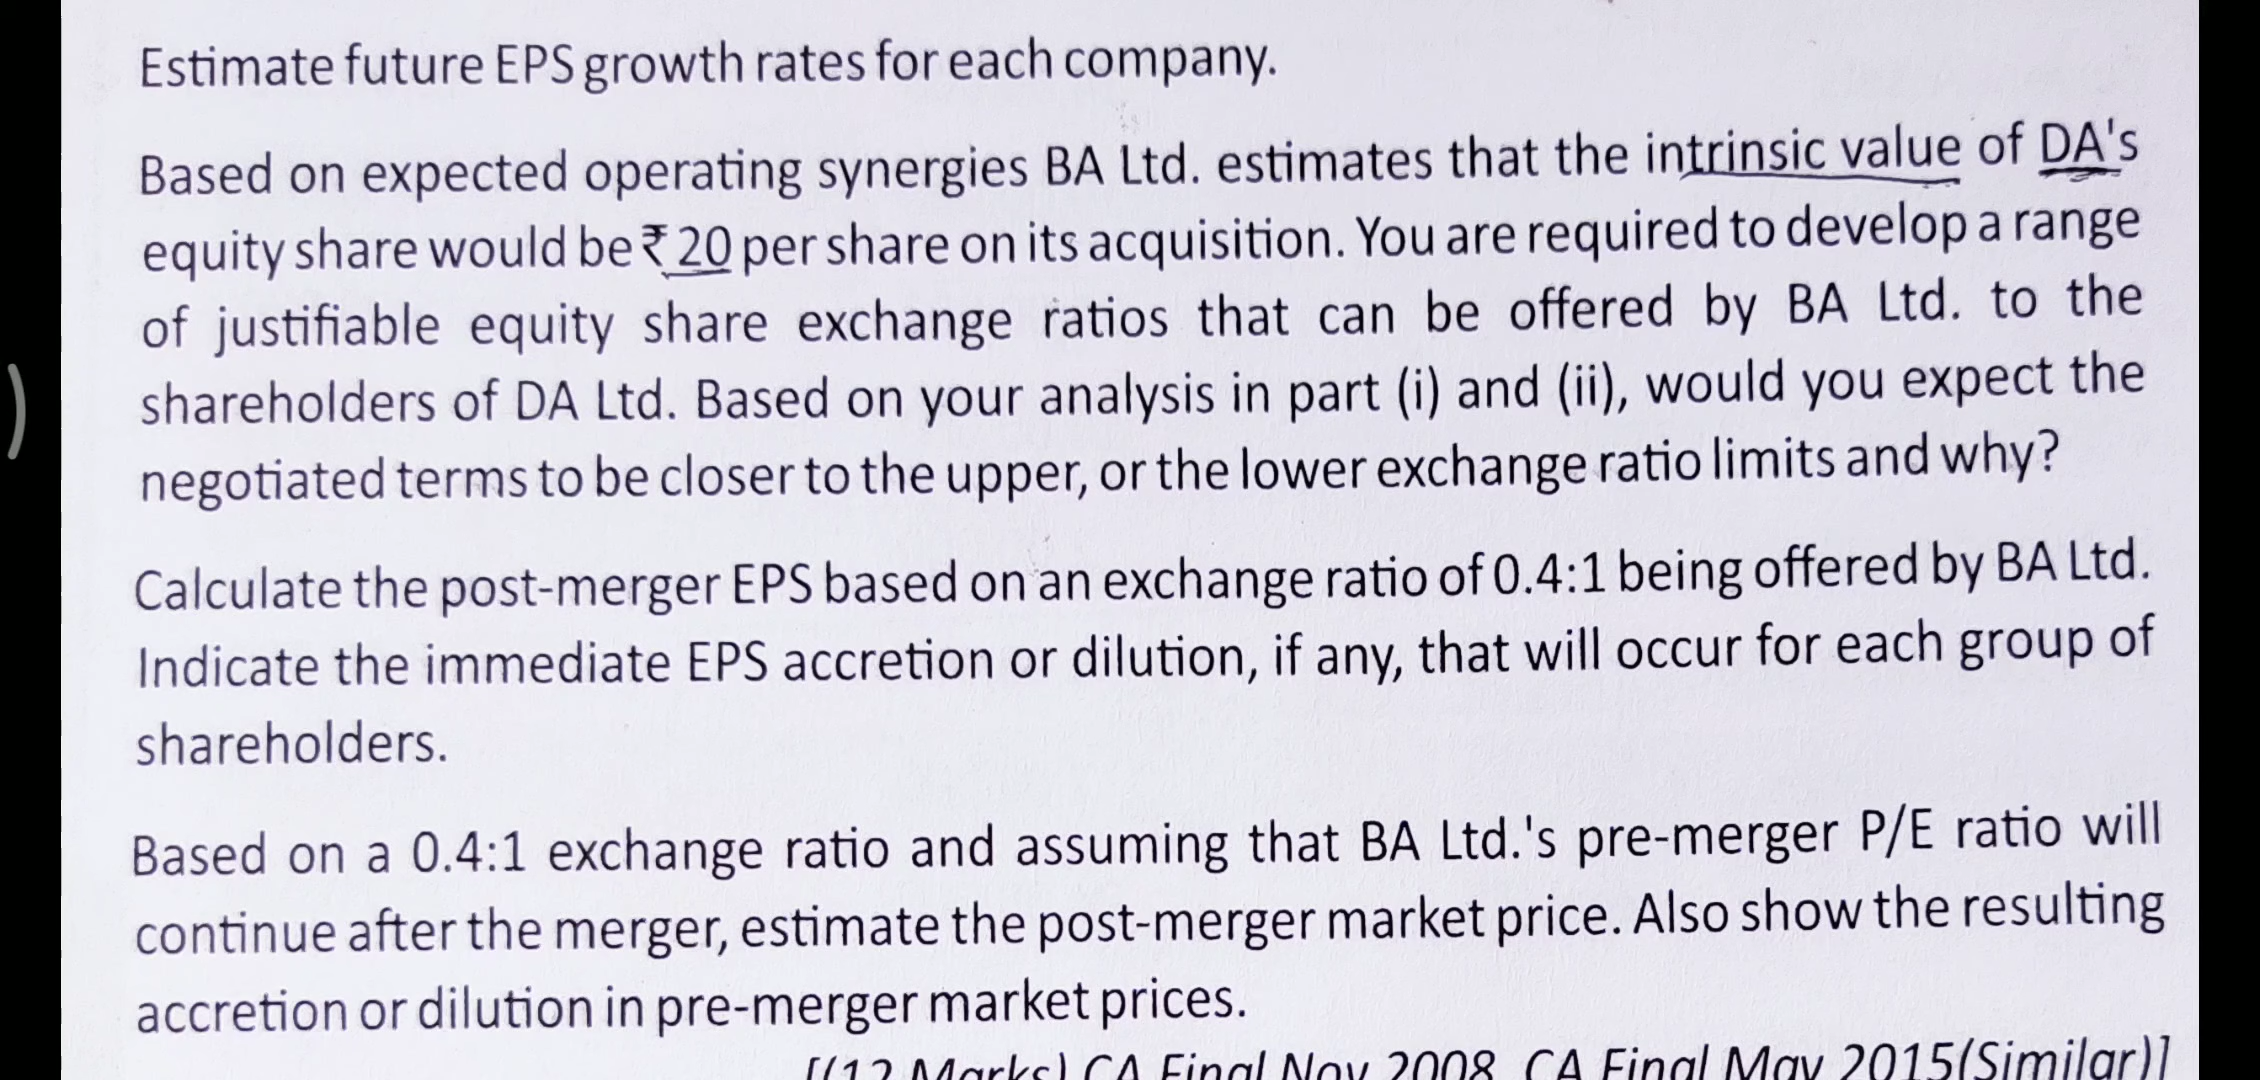 Estimate future EPS growth rates for each company.
Based on expected operating synergies BA Ltd. estimates that the intrinsic value of DA's
equity share would be ₹ 20 per share on its acquisition. You are required to develop a range
of justifiable equity share exchange ratios that can be offered by BA Ltd. to the
shareholders of DA Ltd. Based on your analysis in part (i) and (ii), would you expect the
negotiated terms to be closer to the upper, or the lower exchange ratio limits and why?
Calculate the post-merger EPS based on an exchange ratio of 0.4:1 being offered by BA Ltd.
Indicate the immediate EPS accretion or dilution, if any, that will occur for each group of
shareholders.
Based on a 0.4:1 exchange ratio and assuming that BA Ltd.'s pre-merger P/E ratio will
continue after the merger, estimate the post-merger market price. Also show the resulting
accretion or dilution in pre-merger market prices.
[(12 Marks) CA Final Nov 2008, CA Final May 2015(Similar)]